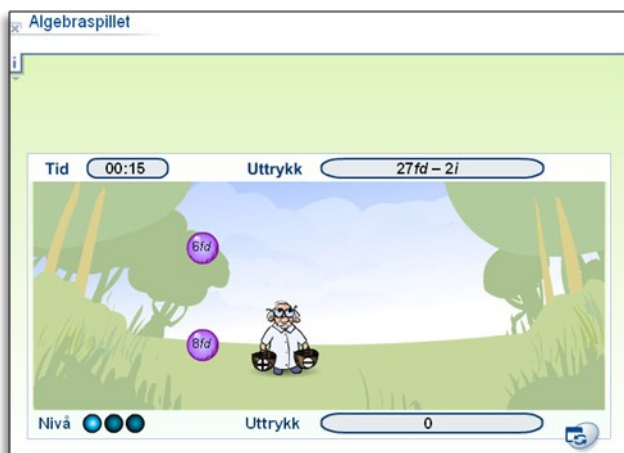 Algebraspillet
i
Tid 00:15 Uttrykk 27fd – 2i
6fd
8fd
Nivå Uttrykk 0